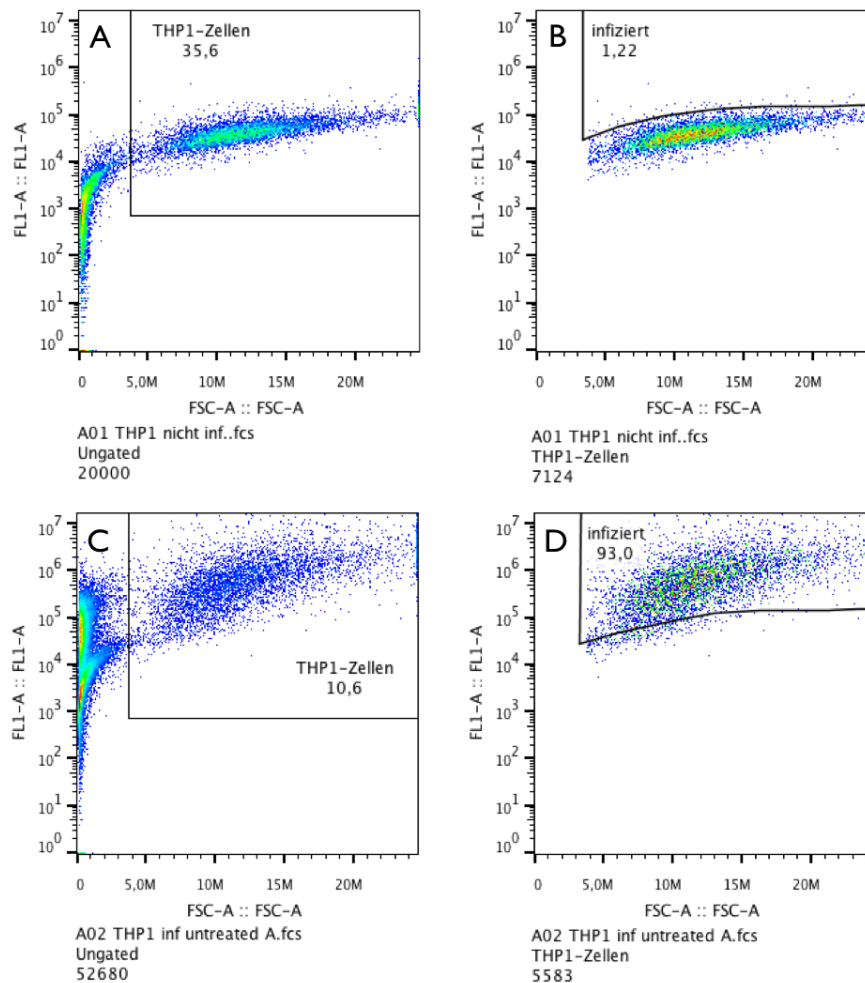 A
THP1-Zellen
35,6
10^7
10^6
10^5
10^4
10^3
10^2
10^1
10^0
FL1-A :: FL1-A
0 5,0M 10M 15M 20M
FSC-A :: FSC-A
A01 THP1 nicht inf..fcs
Ungated
20000
B
infiziert
1,22
10^7
10^6
10^5
10^4
10^3
10^2
10^1
10^0
FL1-A :: FL1-A
0 5,0M 10M 15M 20M
FSC-A :: FSC-A
A01 THP1 nicht inf..fcs
THP1-Zellen
7124
C
THP1-Zellen
10,6
10^7
10^6
10^5
10^4
10^3
10^2
10^1
10^0
FL1-A :: FL1-A
0 5,0M 10M 15M 20M
FSC-A :: FSC-A
A02 THP1 inf untreated A.fcs
Ungated
52680
D
infiziert
93,0
10^7
10^6
10^5
10^4
10^3
10^2
10^1
10^0
FL1-A :: FL1-A
0 5,0M 10M 15M 20M
FSC-A :: FSC-A
A02 THP1 inf untreated A.fcs
THP1-Zellen
5583